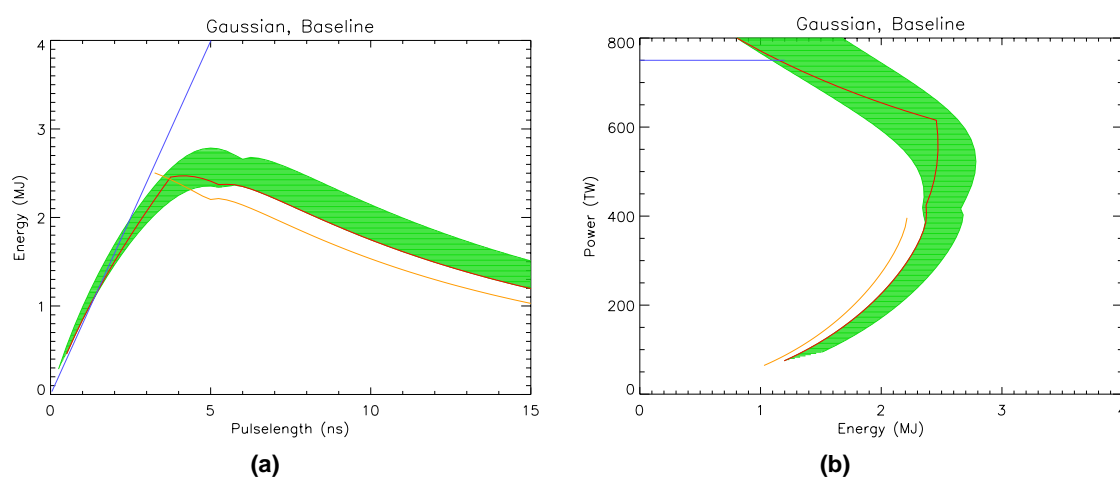 Gaussian, Baseline
4
3
2
1
0
Energy (MJ)
0
5
10
15
Pulselength (ns)
(a)
Gaussian, Baseline
800
600
400
200
0
Power (TW)
0
1
2
3
Energy (MJ)
(b)